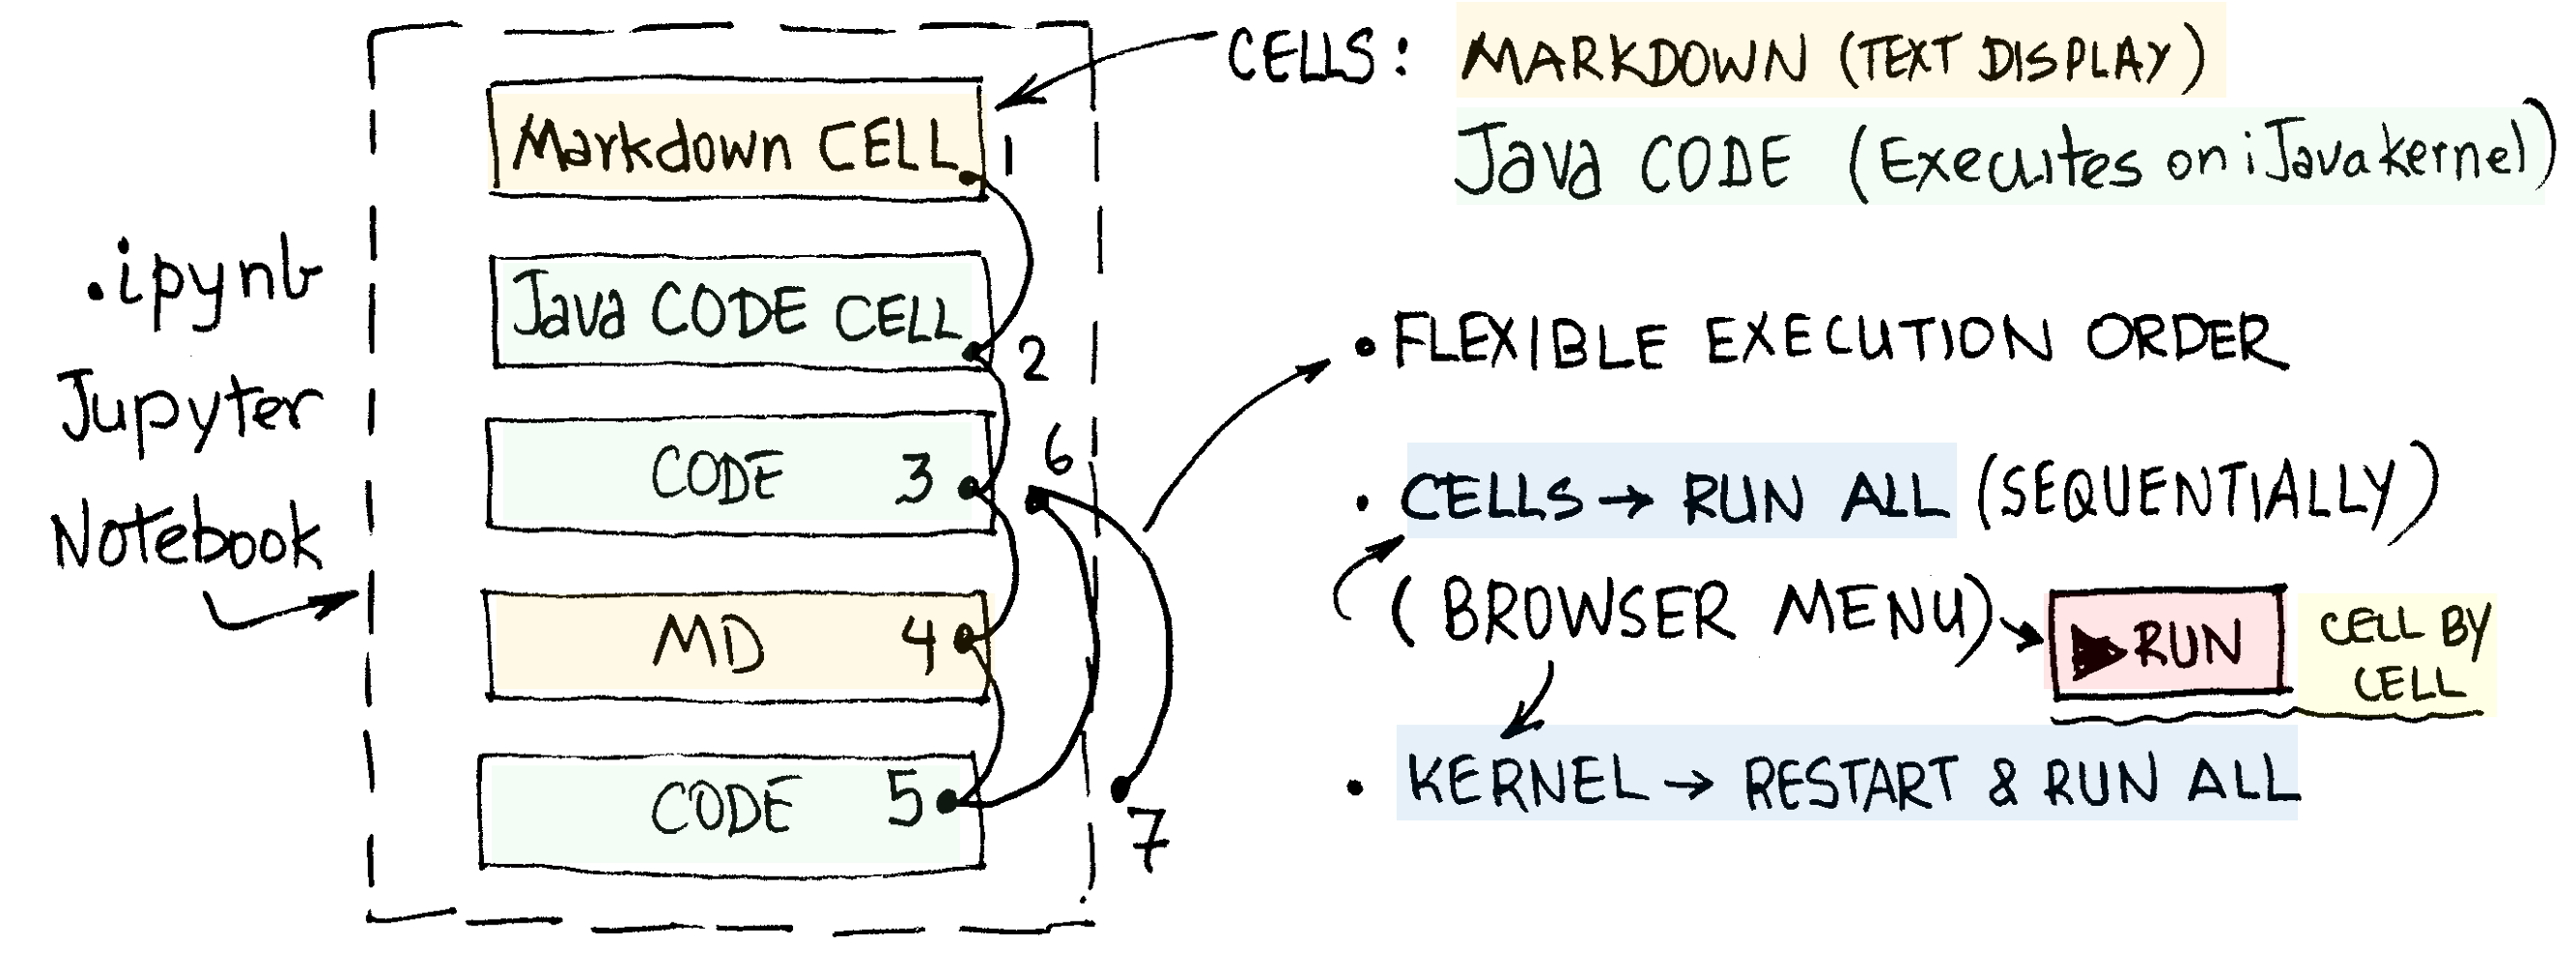 .ipynb
Jupyter
Notebook
Markdown CELL 1
Java CODE CELL 2
CODE 3
6
MD 4
CODE 5
7
CELLS: MARKDOWN (TEXT DISPLAY)
Java CODE (Executes on iJava kernel)
• FLEXIBLE EXECUTION ORDER
• CELLS → RUN ALL (SEQUENTIALLY)
(BROWSER MENU) → ▶ RUN
CELL BY
CELL
• KERNEL → RESTART & RUN ALL